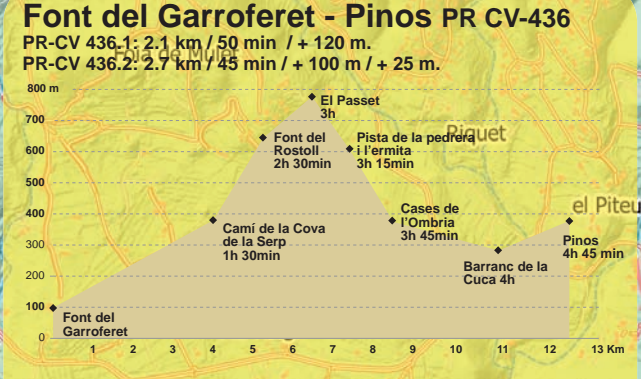 Font del Garroferet - Pinos PR CV-436
PR-CV 436.1: 2.1 km / 50 min / + 120 m.
Foia de Mulet
PR-CV 436.2: 2.7 km / 45 min / + 100 m / + 25 m.
800 m
700
600
500
400
300
200
100
0
El Passet
3h
Font del
Rostoll
2h 30min
Pista de la pedrera
i l'ermita
3h 15min
Riquet
el Piteu
Camí de la Cova
de la Serp
1h 30min
Cases de
l'Ombria
3h 45min
Pinos
4h 45 min
Barranc de la
Cuca 4h
Font del
Garroferet
1 2 3 4 5 6 7 8 9 10 11 12 13 Km